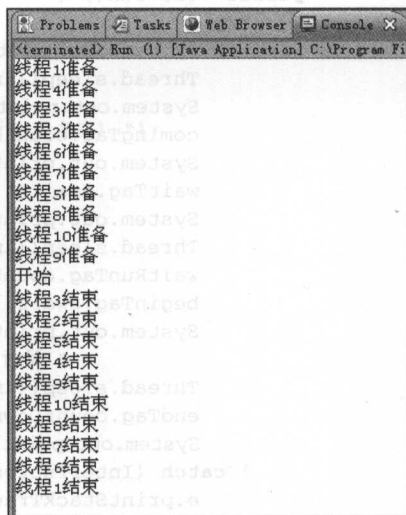 Problems Tasks Web Browser Console
<terminated> Run (1) [Java Application] C:\Program Fi
线程1准备
线程4准备
线程3准备
线程2准备
线程6准备
线程7准备
线程5准备
线程8准备
线程10准备
线程9准备
开始
线程3结束
线程2结束
线程5结束
线程4结束
线程9结束
线程10结束
线程8结束
线程7结束
线程6结束
线程1结束